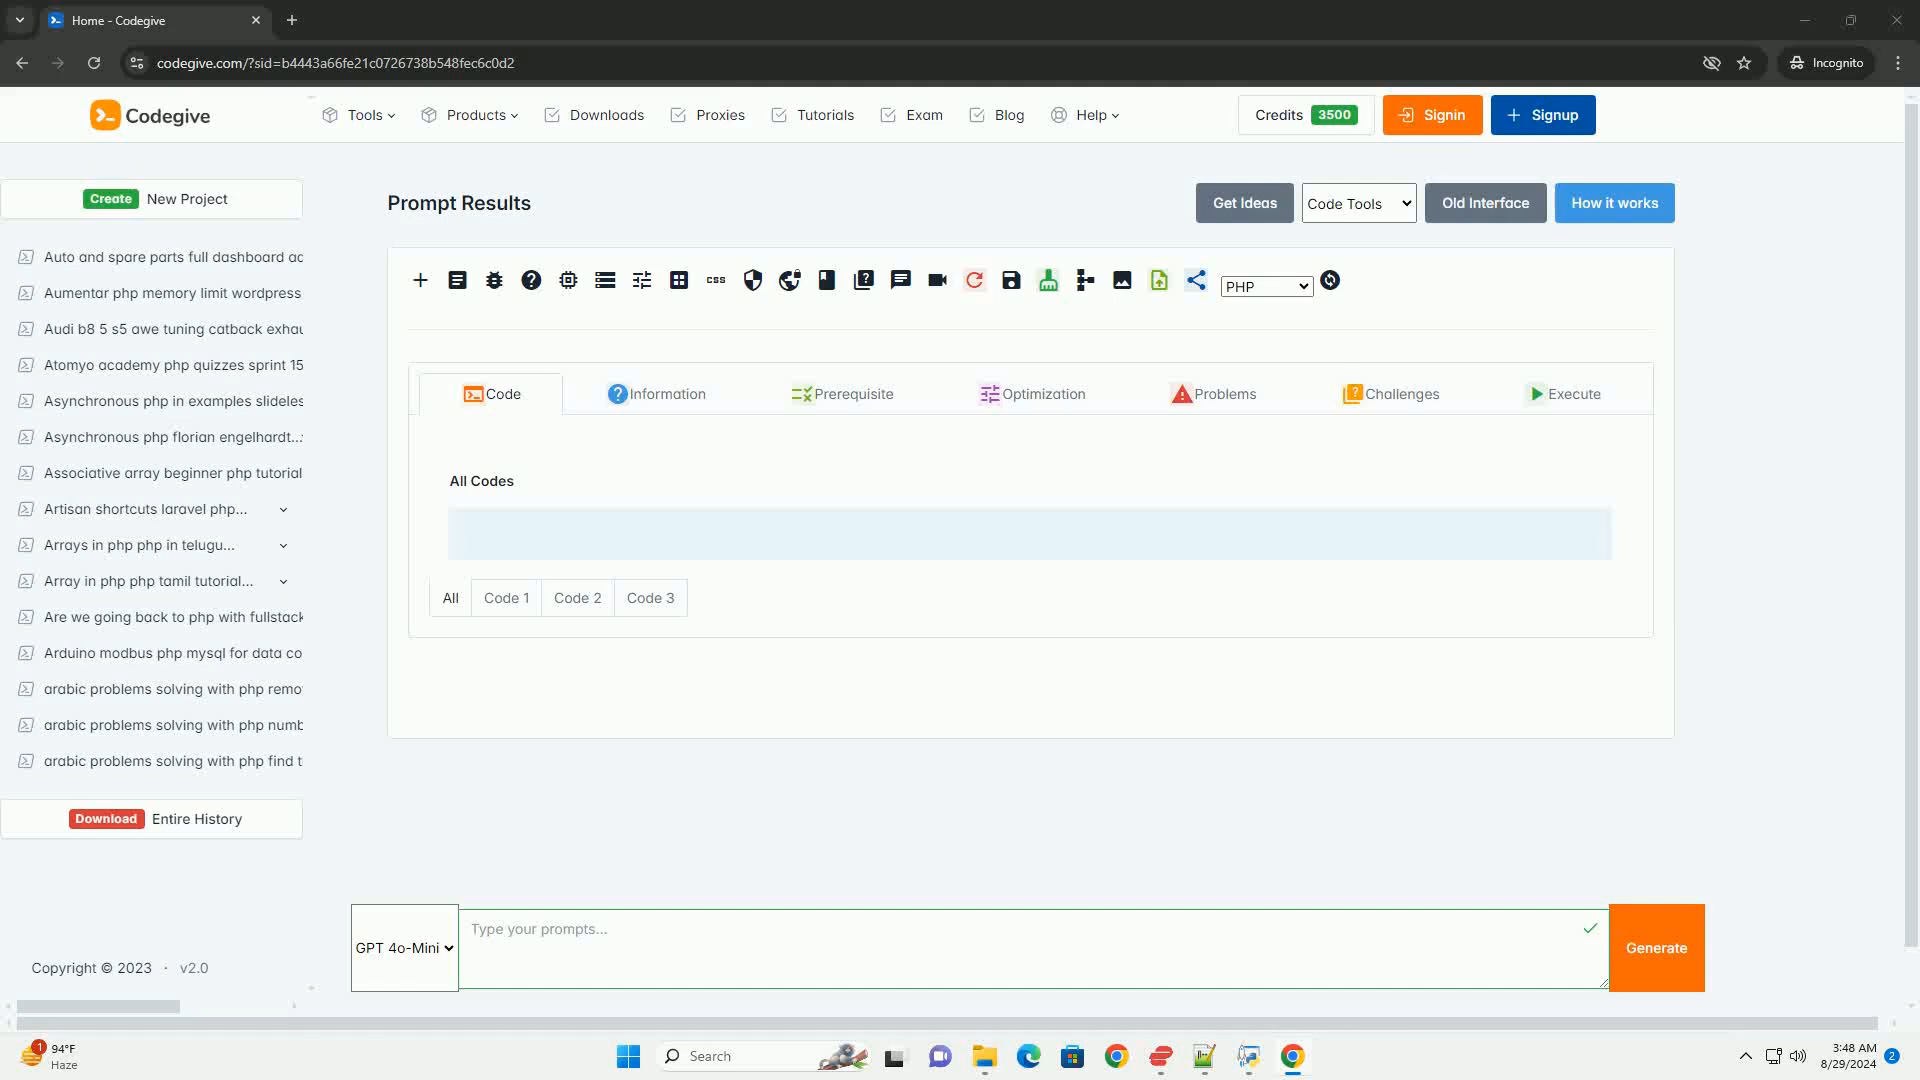 Home - Codegive
codegive.com/?sid=b4443a66fe21c0726738b548fec6c0d2
Incognito
Codegive
Tools
Products
Downloads
Proxies
Tutorials
Exam
Blog
Help
Credits 3500
Signin
Signup
Create New Project
Auto and spare parts full dashboard ac
Aumentar php memory limit wordpress
Audi b8 5 s5 awe tuning catback exhau
Atomyo academy php quizzes sprint 15
Asynchronous php in examples slideles
Asynchronous php florian engelhardt...
Associative array beginner php tutorial
Artisan shortcuts laravel php...
Arrays in php php in telugu...
Array in php php tamil tutorial...
Are we going back to php with fullstack
Arduino modbus php mysql for data co
arabic problems solving with php remo
arabic problems solving with php numb
arabic problems solving with php find t
Download Entire History
Copyright © 2023 · v2.0
Prompt Results
Get Ideas
Code Tools
Old Interface
How it works
css
PHP
Code
Information
Prerequisite
Optimization
Problems
Challenges
Execute
All Codes
All
Code 1
Code 2
Code 3
GPT 4o-Mini
Type your prompts...
Generate
1
94°F
Haze
Search
3:48 AM
8/29/2024
2